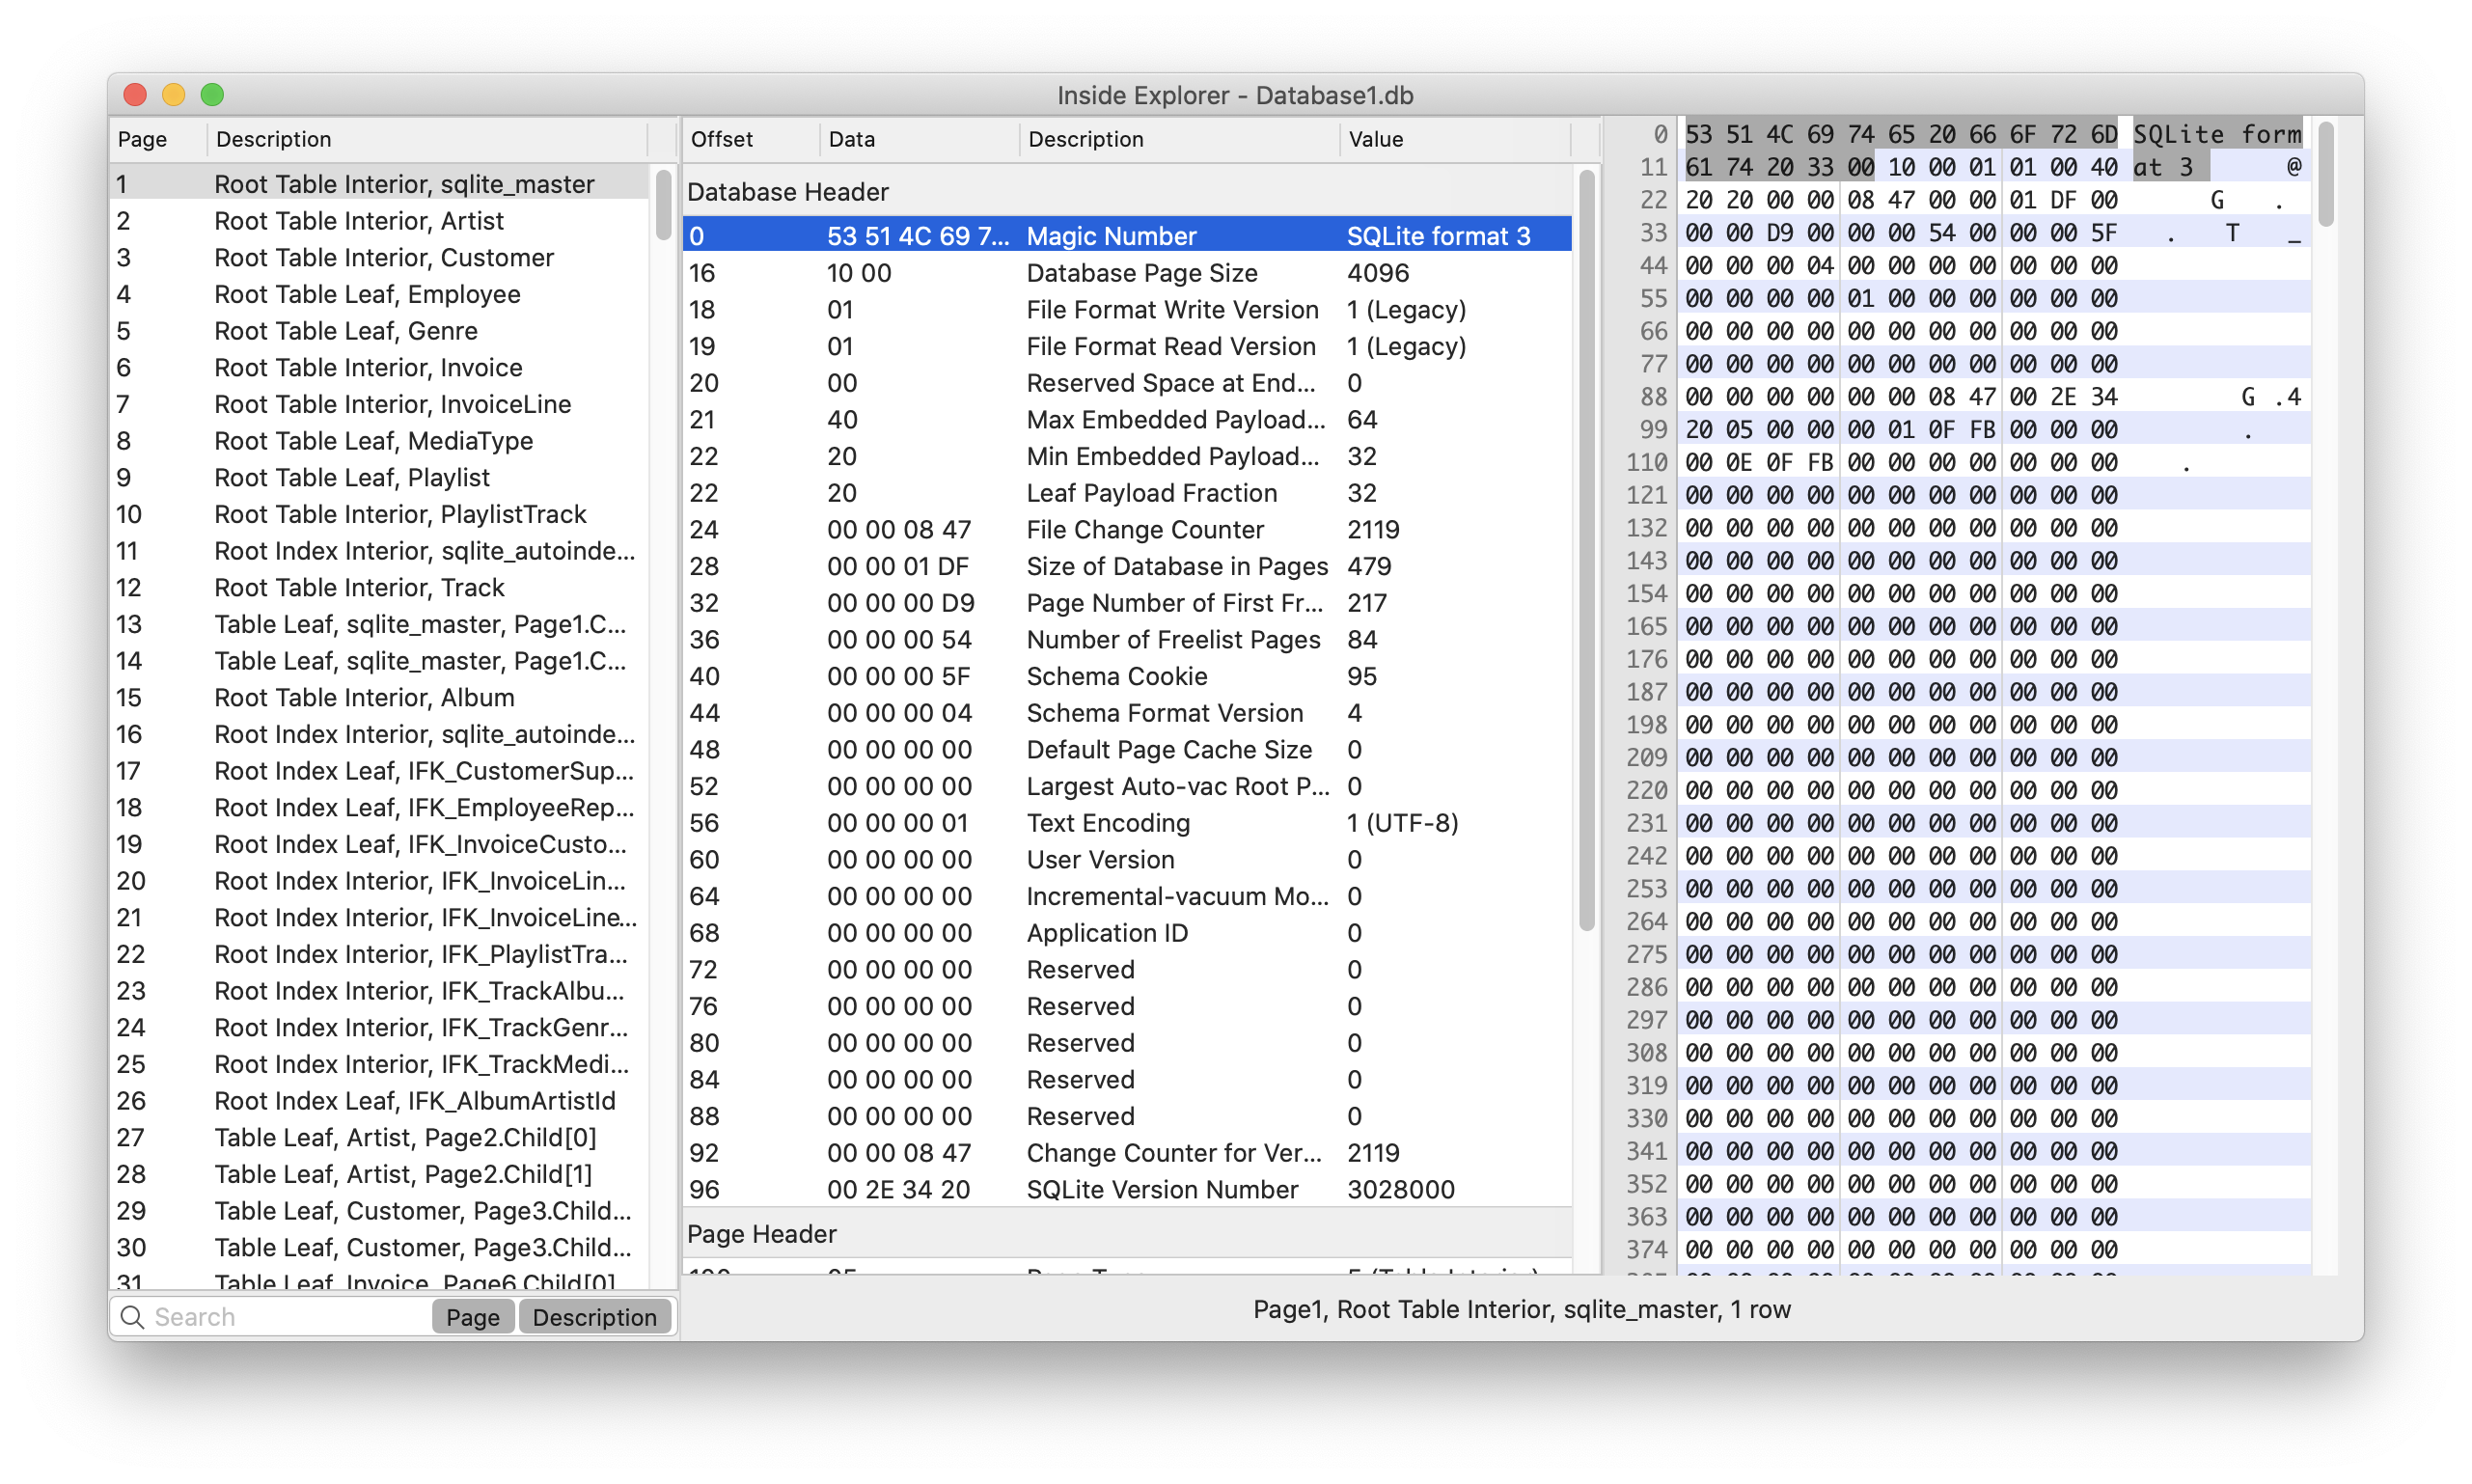 Inside Explorer - Database1.db
Page Description
1 Root Table Interior, sqlite_master
2 Root Table Interior, Artist
3 Root Table Interior, Customer
4 Root Table Leaf, Employee
5 Root Table Leaf, Genre
6 Root Table Interior, Invoice
7 Root Table Interior, InvoiceLine
8 Root Table Leaf, MediaType
9 Root Table Leaf, Playlist
10 Root Table Interior, PlaylistTrack
11 Root Index Interior, sqlite_autoinde...
12 Root Table Interior, Track
13 Table Leaf, sqlite_master, Page1.C...
14 Table Leaf, sqlite_master, Page1.C...
15 Root Table Interior, Album
16 Root Index Interior, sqlite_autoinde...
17 Root Index Leaf, IFK_CustomerSup...
18 Root Index Leaf, IFK_EmployeeRep...
19 Root Index Leaf, IFK_InvoiceCusto...
20 Root Index Interior, IFK_InvoiceLin...
21 Root Index Interior, IFK_InvoiceLine...
22 Root Index Interior, IFK_PlaylistTra...
23 Root Index Interior, IFK_TrackAlbu...
24 Root Index Interior, IFK_TrackGenr...
25 Root Index Interior, IFK_TrackMedi...
26 Root Index Leaf, IFK_AlbumArtistId
27 Table Leaf, Artist, Page2.Child[0]
28 Table Leaf, Artist, Page2.Child[1]
29 Table Leaf, Customer, Page3.Child...
30 Table Leaf, Customer, Page3.Child...
31 Table Leaf, Invoice, Page6.Child[0]
Search Page Description
Offset Data Description Value
Database Header
0 53 51 4C 69 7... Magic Number SQLite format 3
16 10 00 Database Page Size 4096
18 01 File Format Write Version 1 (Legacy)
19 01 File Format Read Version 1 (Legacy)
20 00 Reserved Space at End... 0
21 40 Max Embedded Payload... 64
22 20 Min Embedded Payload... 32
22 20 Leaf Payload Fraction 32
24 00 00 08 47 File Change Counter 2119
28 00 00 01 DF Size of Database in Pages 479
32 00 00 00 D9 Page Number of First Fr... 217
36 00 00 00 54 Number of Freelist Pages 84
40 00 00 00 5F Schema Cookie 95
44 00 00 00 04 Schema Format Version 4
48 00 00 00 00 Default Page Cache Size 0
52 00 00 00 00 Largest Auto-vac Root P... 0
56 00 00 00 01 Text Encoding 1 (UTF-8)
60 00 00 00 00 User Version 0
64 00 00 00 00 Incremental-vacuum Mo... 0
68 00 00 00 00 Application ID 0
72 00 00 00 00 Reserved 0
76 00 00 00 00 Reserved 0
80 00 00 00 00 Reserved 0
84 00 00 00 00 Reserved 0
88 00 00 00 00 Reserved 0
92 00 00 08 47 Change Counter for Ver... 2119
96 00 2E 34 20 SQLite Version Number 3028000
Page Header
0 53 51 4C 69 74 65 20 66 6F 72 6D SQLite form
11 61 74 20 33 00 10 00 01 01 00 40 at 3 @
22 20 20 00 00 08 47 00 00 01 DF 00 G .
33 00 00 D9 00 00 00 54 00 00 00 5F . T _
44 00 00 00 04 00 00 00 00 00 00 00
55 00 00 00 00 01 00 00 00 00 00 00
66 00 00 00 00 00 00 00 00 00 00 00
77 00 00 00 00 00 00 00 00 00 00 00
88 00 00 00 00 00 00 08 47 00 2E 34 G .4
99 20 05 00 00 00 01 0F FB 00 00 00 .
110 00 0E 0F FB 00 00 00 00 00 00 00 .
121 00 00 00 00 00 00 00 00 00 00 00
132 00 00 00 00 00 00 00 00 00 00 00
143 00 00 00 00 00 00 00 00 00 00 00
154 00 00 00 00 00 00 00 00 00 00 00
165 00 00 00 00 00 00 00 00 00 00 00
176 00 00 00 00 00 00 00 00 00 00 00
187 00 00 00 00 00 00 00 00 00 00 00
198 00 00 00 00 00 00 00 00 00 00 00
209 00 00 00 00 00 00 00 00 00 00 00
220 00 00 00 00 00 00 00 00 00 00 00
231 00 00 00 00 00 00 00 00 00 00 00
242 00 00 00 00 00 00 00 00 00 00 00
253 00 00 00 00 00 00 00 00 00 00 00
264 00 00 00 00 00 00 00 00 00 00 00
275 00 00 00 00 00 00 00 00 00 00 00
286 00 00 00 00 00 00 00 00 00 00 00
297 00 00 00 00 00 00 00 00 00 00 00
308 00 00 00 00 00 00 00 00 00 00 00
319 00 00 00 00 00 00 00 00 00 00 00
330 00 00 00 00 00 00 00 00 00 00 00
341 00 00 00 00 00 00 00 00 00 00 00
352 00 00 00 00 00 00 00 00 00 00 00
363 00 00 00 00 00 00 00 00 00 00 00
374 00 00 00 00 00 00 00 00 00 00 00
Page1, Root Table Interior, sqlite_master, 1 row